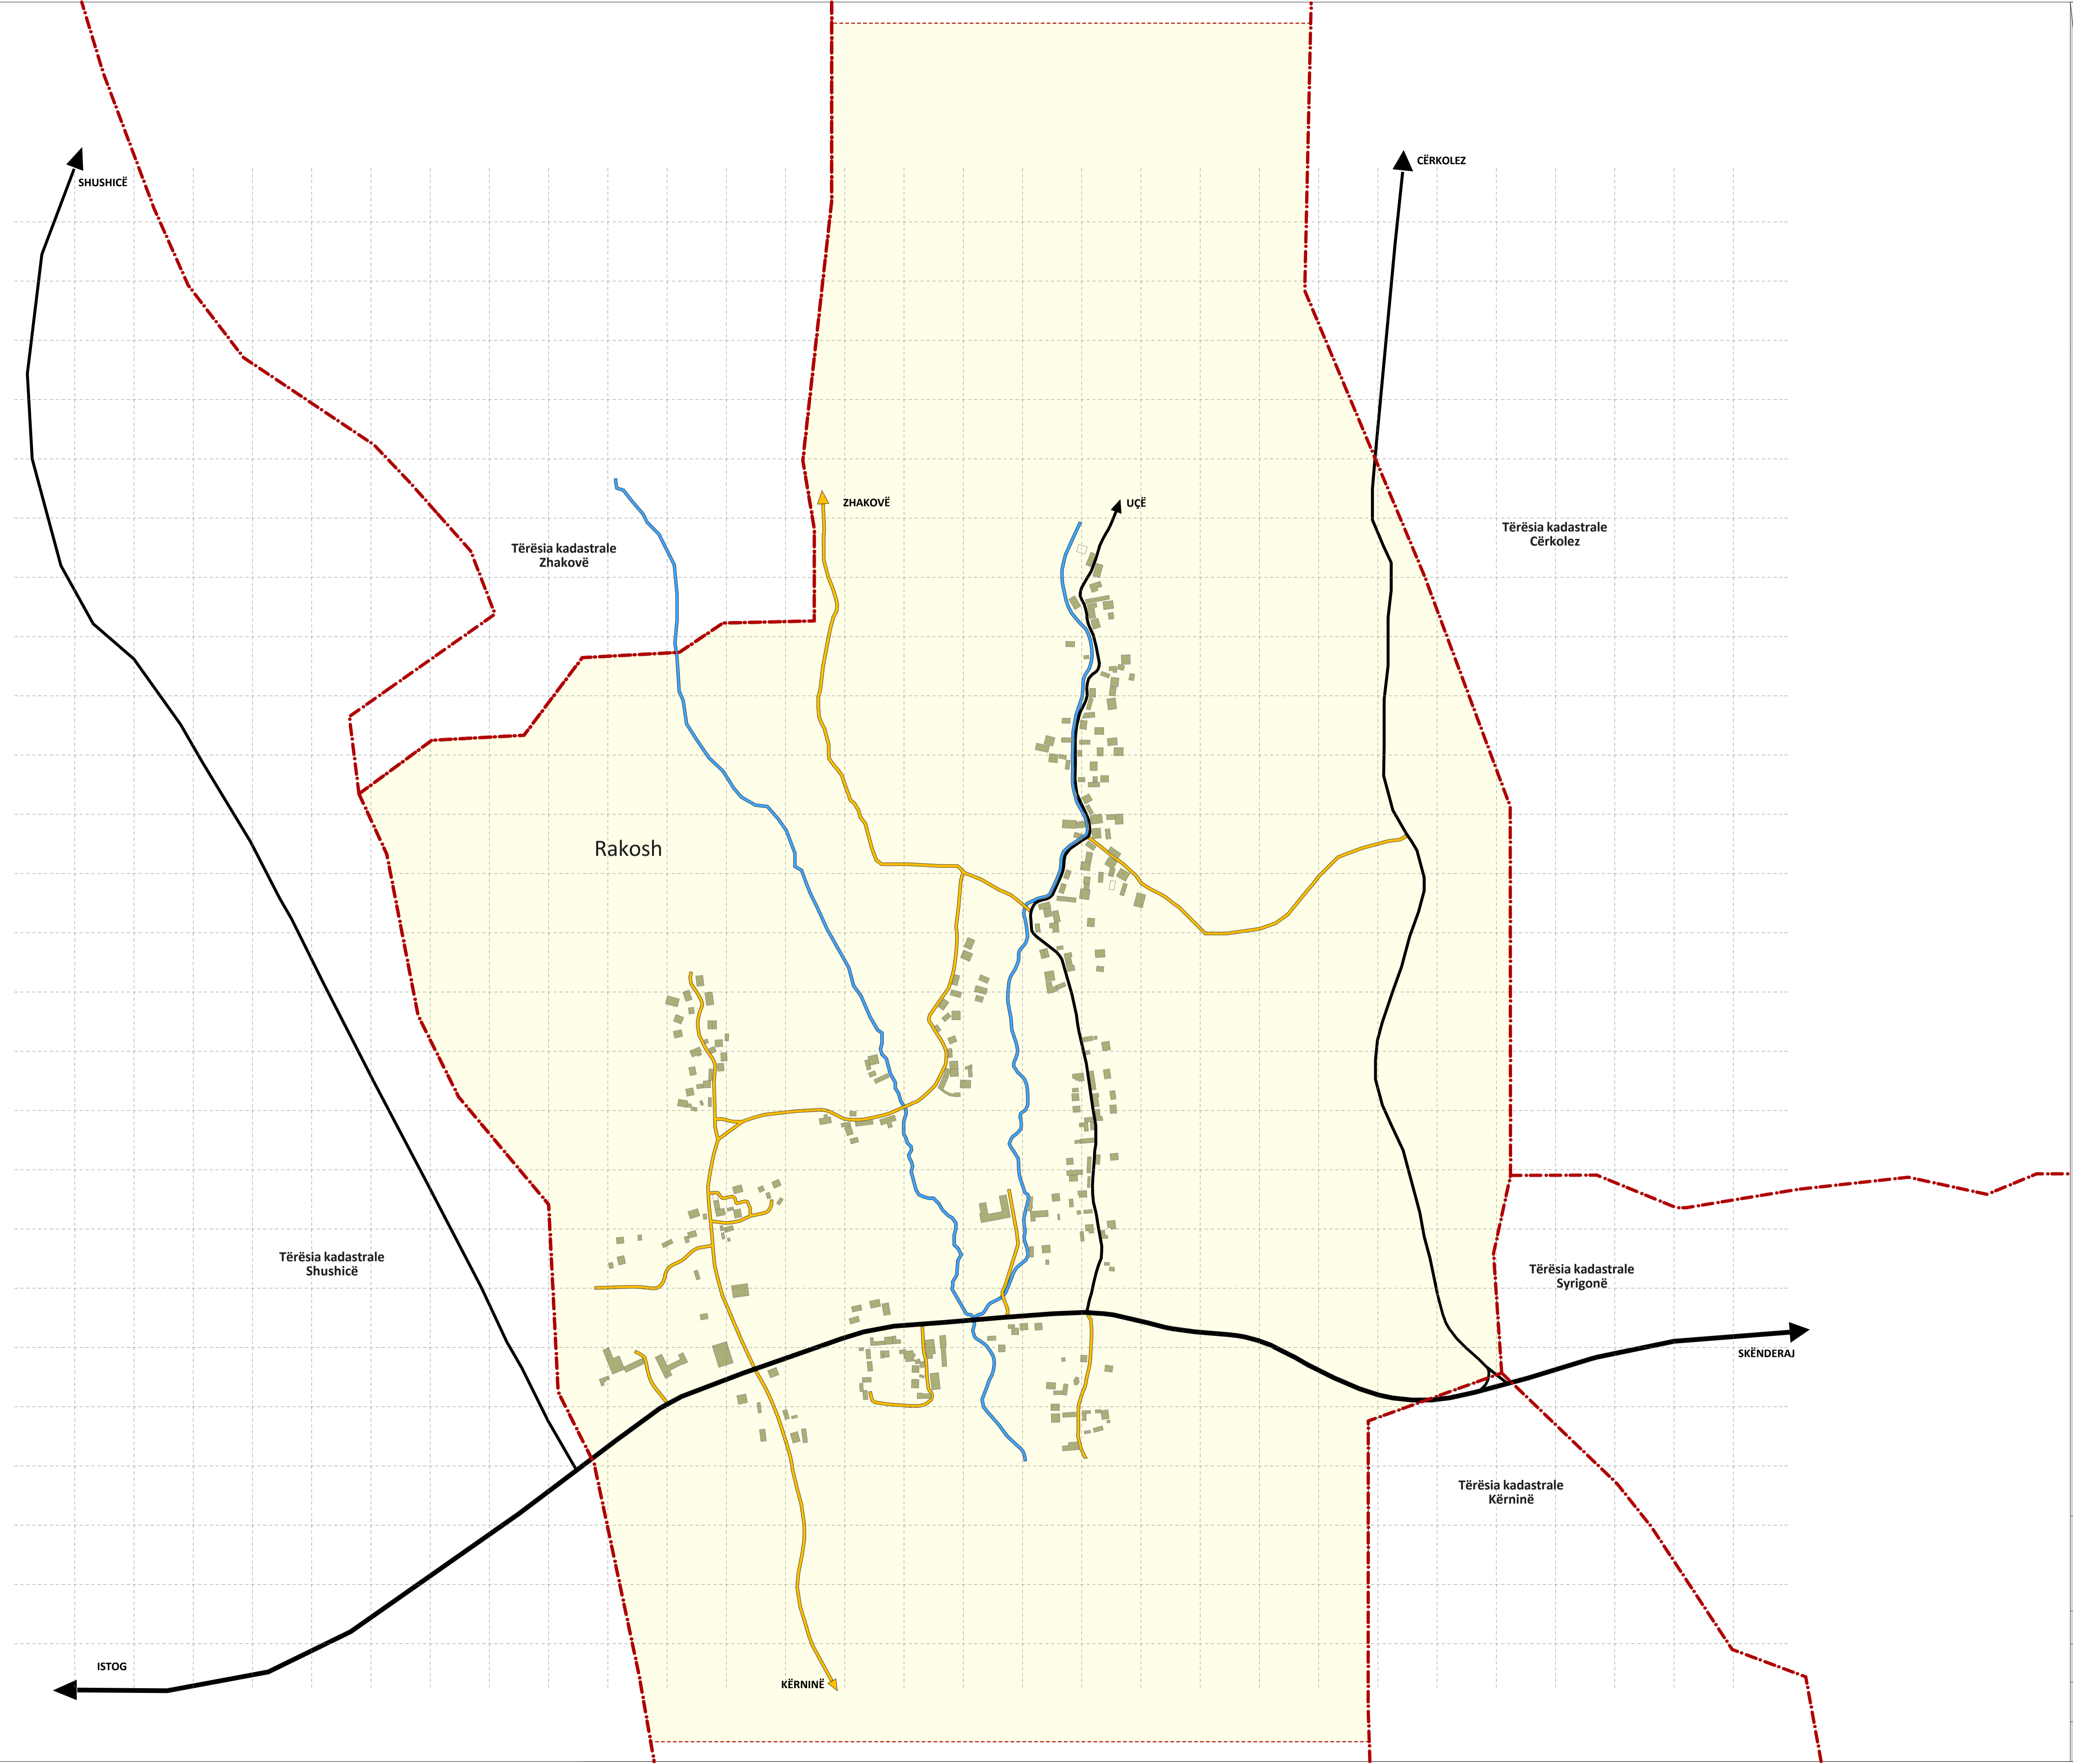 CËRKOLEZ
SHUSHICË
ZHAKOVË
UÇË
Tërësia kadastrale
Cërkolez
Tërësia kadastrale
Zhakovë
Rakosh
Tërësia kadastrale
Shushicë
Tërësia kadastrale
Syrigonë
SKËNDERAJ
Tërësia kadastrale
Kërninë
ISTOG
KËRNINË